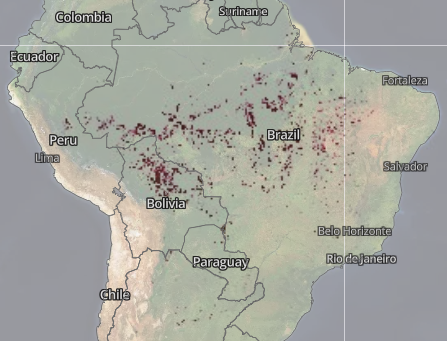 Colombia
Suriname
Ecuador
Fortaleza
Peru
Brazil
Lima
Salvador
Bolivia
Belo Horizonte
Rio de Janeiro
Paraguay
Chile